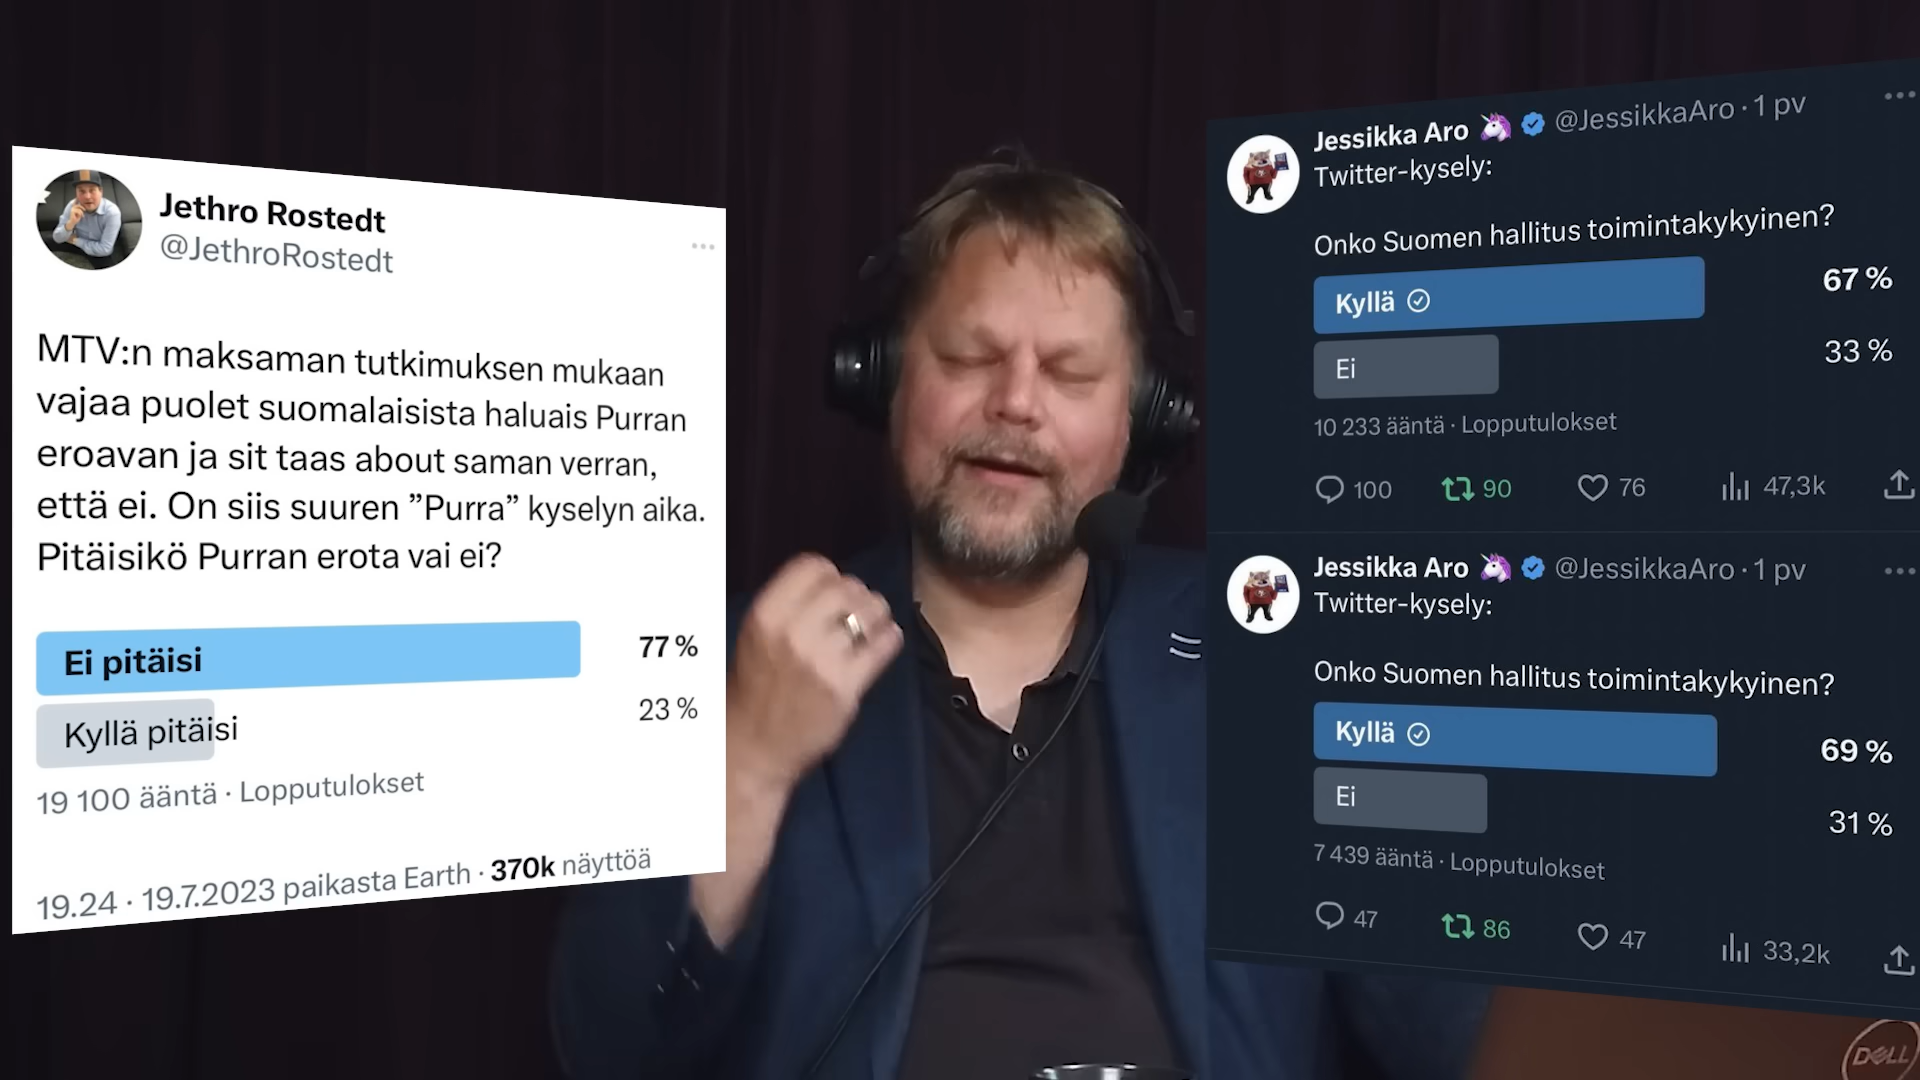 Jethro Rostedt
@JethroRostedt
MTV:n maksaman tutkimuksen mukaan
vajaa puolet suomalaisista haluais Purran
eroavan ja sit taas about saman verran,
että ei. On siis suuren ”Purra” kyselyn aika.
Pitäisikö Purran erota vai ei?
Ei pitäisi 77 %
Kyllä pitäisi 23 %
19 100 ääntä · Lopputulokset
19.24 · 19.7.2023 paikasta Earth · 370k näyttöä
Jessikka Aro @JessikkaAro · 1 pv
Twitter-kysely:
Onko Suomen hallitus toimintakykyinen?
Kyllä 67 %
Ei 33 %
10 233 ääntä · Lopputulokset
100 90 76 47,3k
Jessikka Aro @JessikkaAro · 1 pv
Twitter-kysely:
Onko Suomen hallitus toimintakykyinen?
Kyllä 69 %
Ei 31 %
7 439 ääntä · Lopputulokset
47 86 47 33,2k
DELL